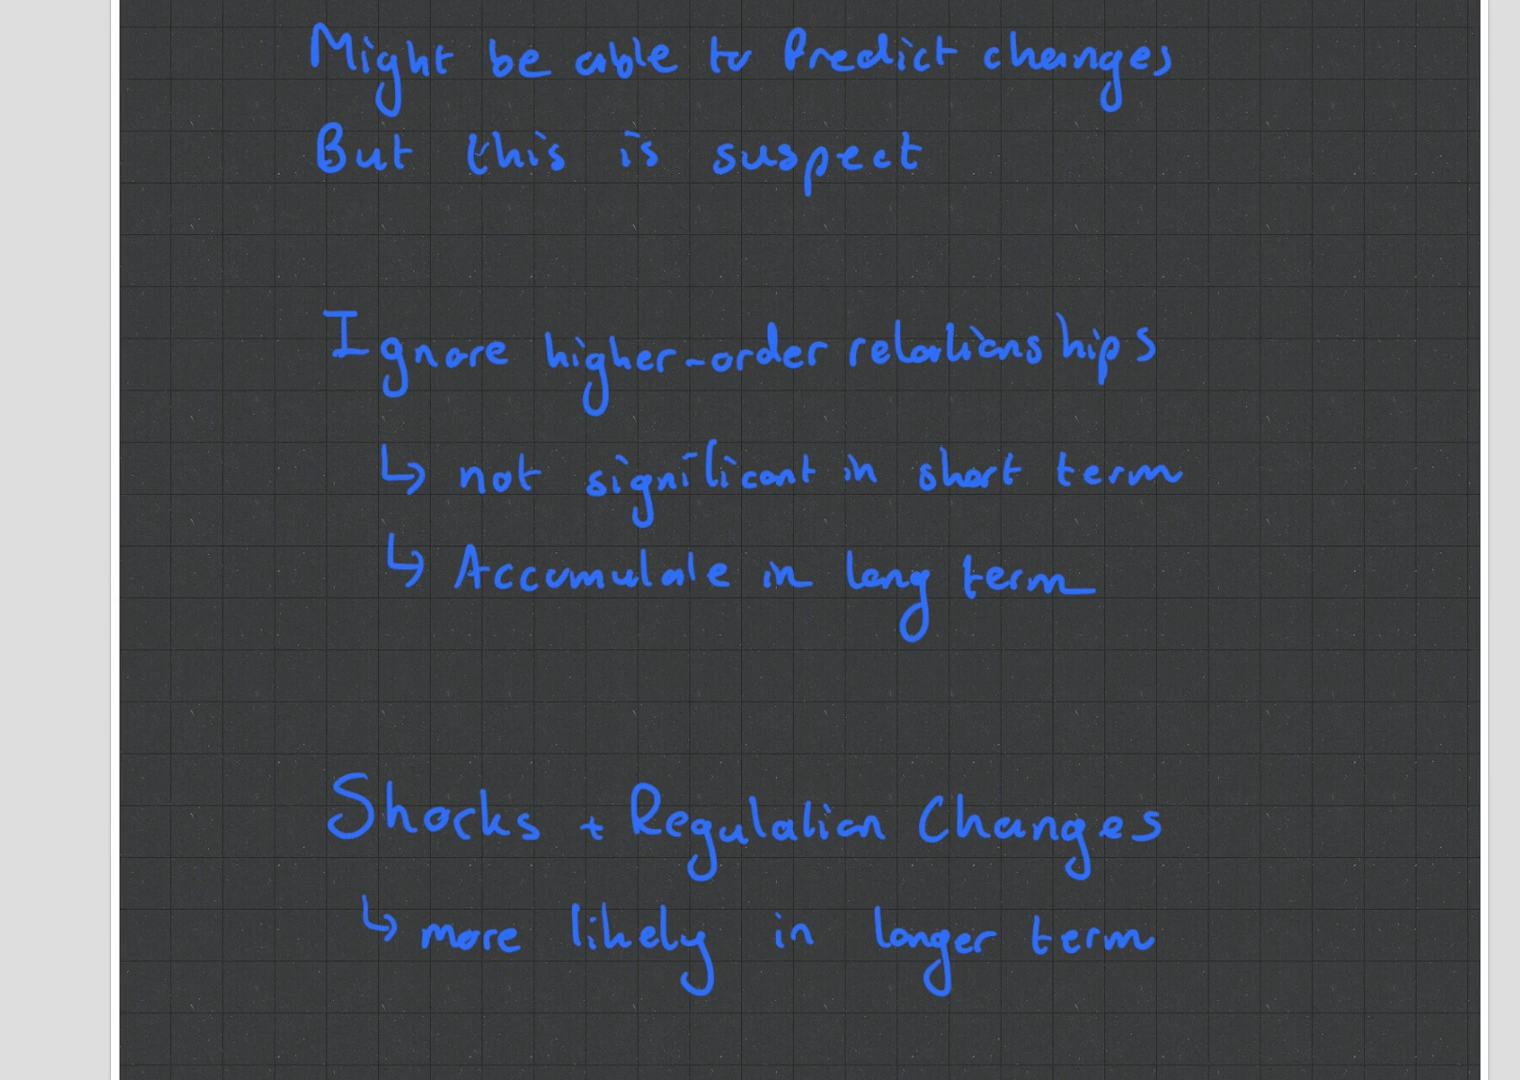 Might be able to Predict changes
But this is suspect
Ignore higher-order relationships
↳ not significant in short term
↳ Accumulate in long term
Shocks + Regulation Changes
↳ more likely in longer term